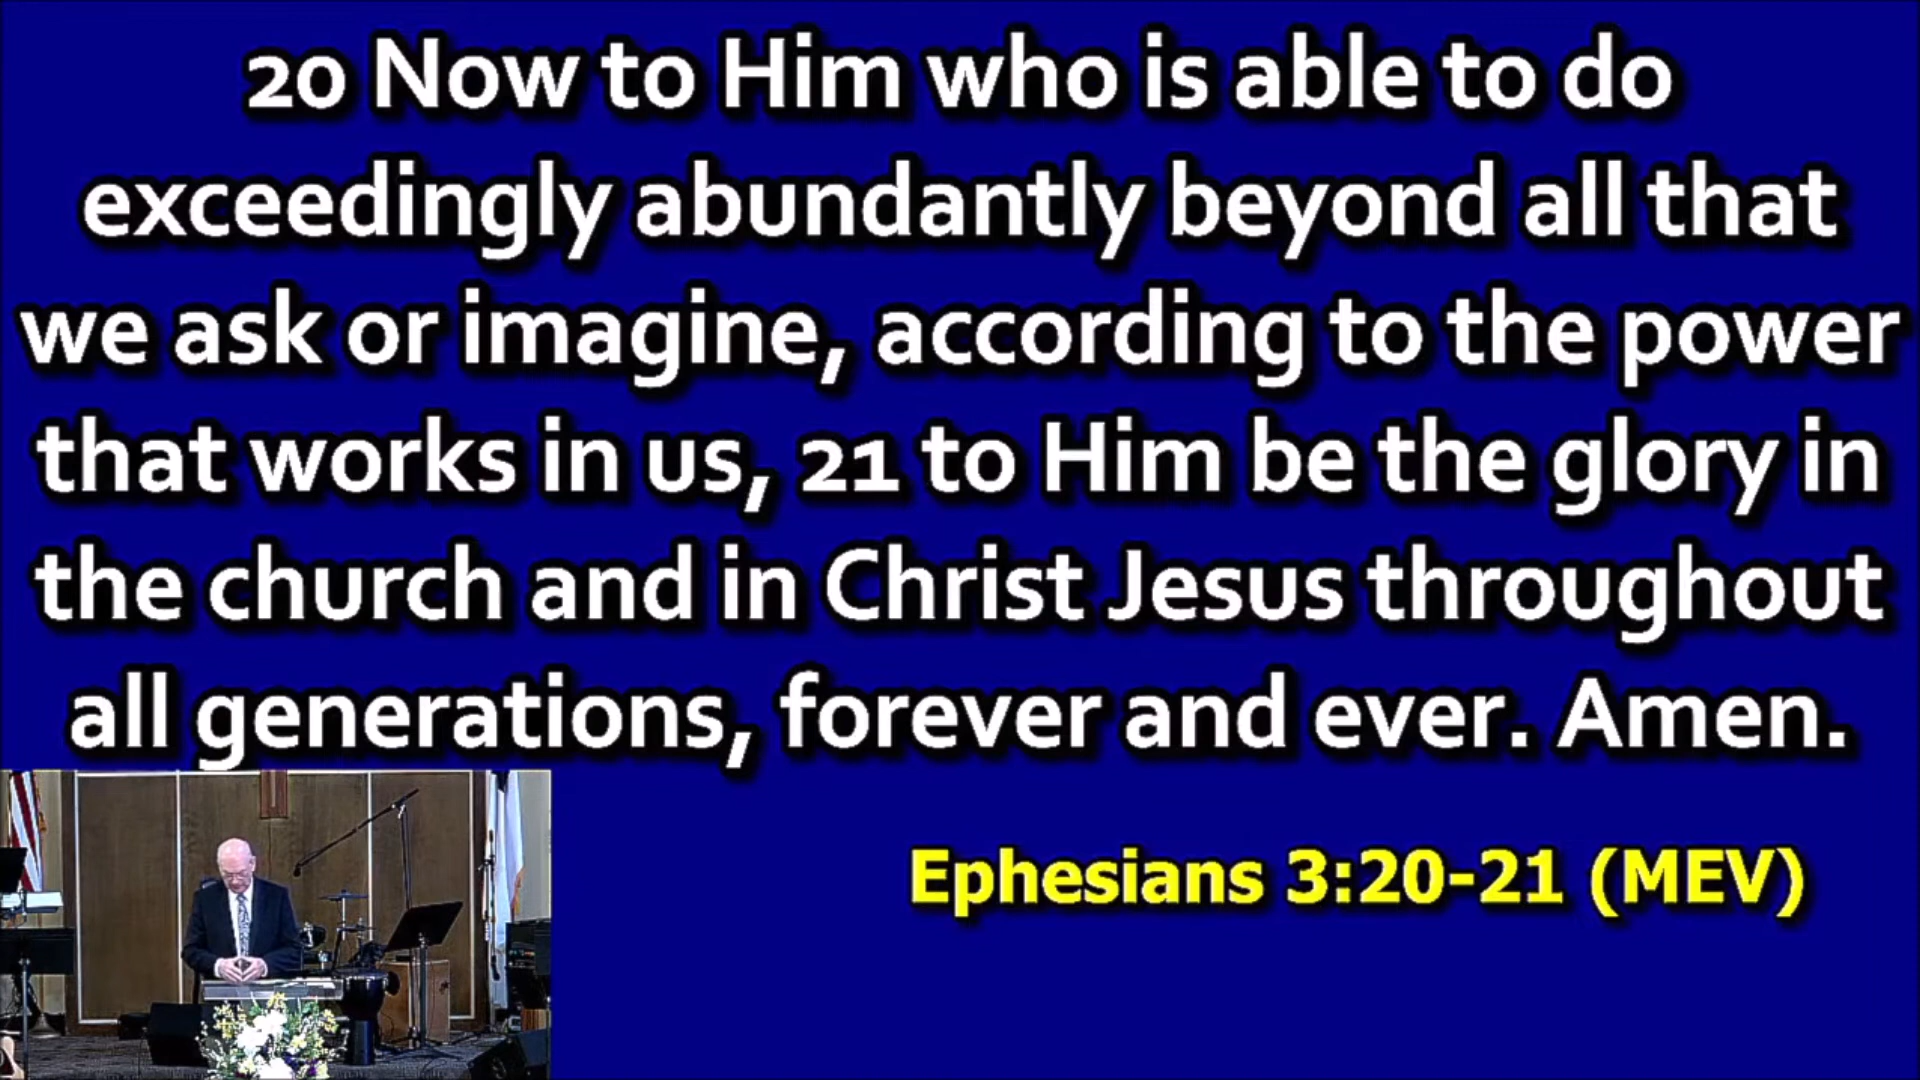 20 Now to Him who is able to do
exceedingly abundantly beyond all that
we ask or imagine, according to the power
that works in us, 21 to Him be the glory in
the church and in Christ Jesus throughout
all generations, forever and ever. Amen.
Ephesians 3:20-21 (MEV)